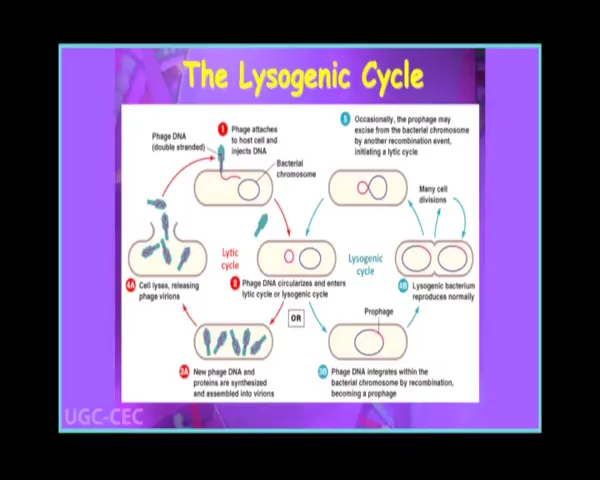 The Lysogenic Cycle
Phage DNA
(double stranded)
1
Phage attaches
to host cell and
injects DNA
Bacterial
chromosome
5
Occasionally, the prophage may
excise from the bacterial chromosome
by another recombination event,
initiating a lytic cycle
Many cell
divisions
Lytic
cycle
Lysogenic
cycle
4A
Cell lyses, releasing
phage virions
2
Phage DNA circularizes and enters
lytic cycle or lysogenic cycle
4B
Lysogenic bacterium
reproduces normally
OR
Prophage
3A
New phage DNA and
proteins are synthesized
and assembled into virions
3B
Phage DNA integrates within the
bacterial chromosome by recombination,
becoming a prophage
UGC-CEC